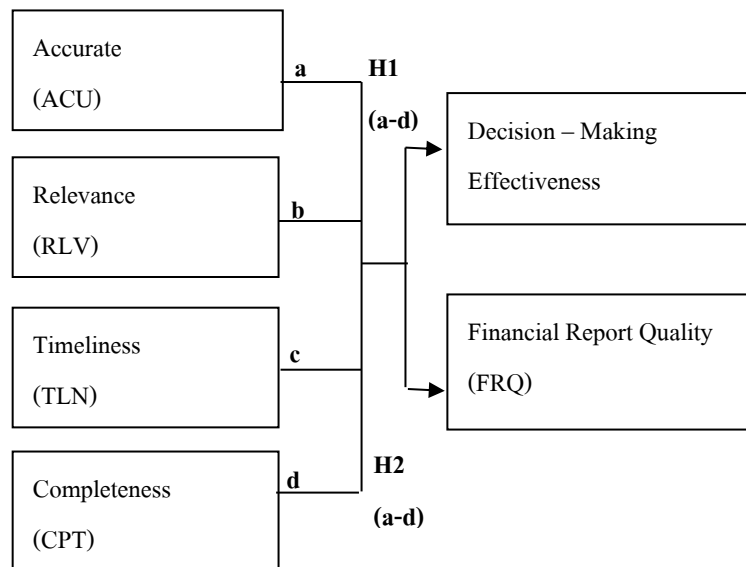 Accurate
(ACU)
a
H1
(a-d)
Decision – Making
Effectiveness
Relevance
(RLV)
b
Timeliness
(TLN)
c
Financial Report Quality
(FRQ)
Completeness
(CPT)
d
H2
(a-d)